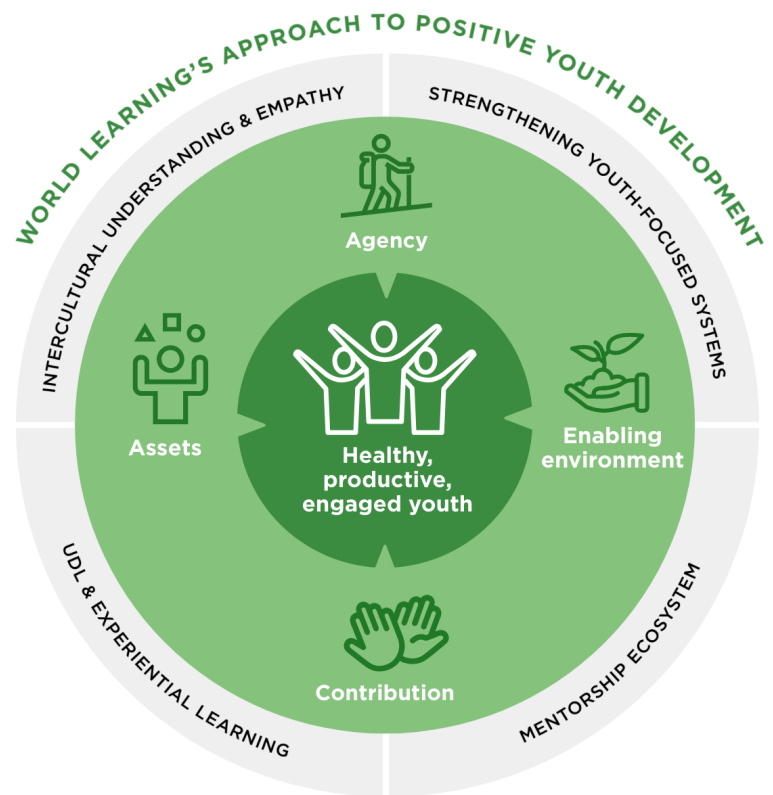 WORLD LEARNING'S APPROACH TO POSITIVE YOUTH DEVELOPMENT
INTERCULTURAL UNDERSTANDING & EMPATHY
STRENGTHENING YOUTH-FOCUSED SYSTEMS
Agency
Assets
Enabling
environment
Healthy,
productive,
engaged youth
Contribution
UDL & EXPERIENTIAL LEARNING
MENTORSHIP ECOSYSTEM